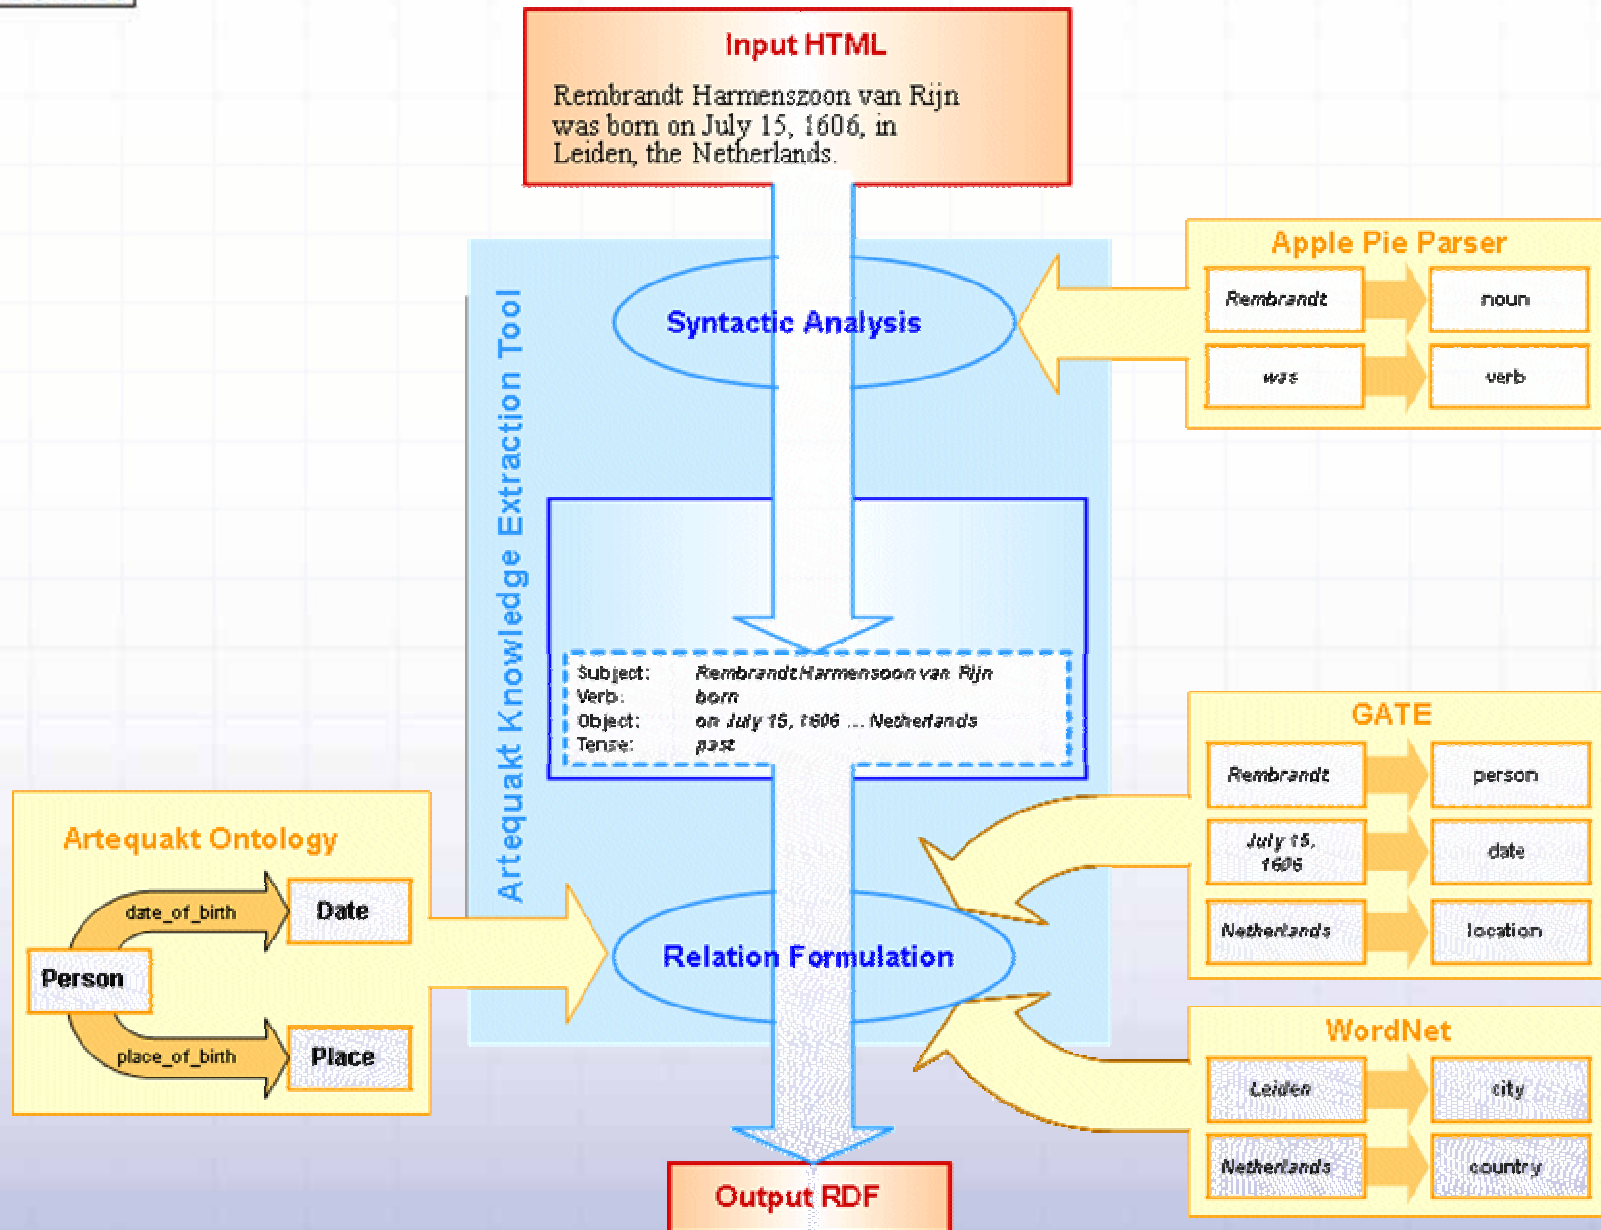 Input HTML
Rembrandt Harmenszoon van Rijn
was born on July 15, 1606, in
Leiden, the Netherlands.
Artequakt Knowledge Extraction Tool
Syntactic Analysis
Apple Pie Parser
Rembrandt noun
was verb
Subject: Rembrandt Harmensoon van Rijn
Verb: born
Object: on July 15, 1606 ... Netherlands
Tense: past
GATE
Rembrandt person
July 15,
1606
date
Netherlands location
Artequakt Ontology
date_of_birth
Date
Person
place_of_birth
Place
Relation Formulation
WordNet
Leiden city
Netherlands country
Output RDF